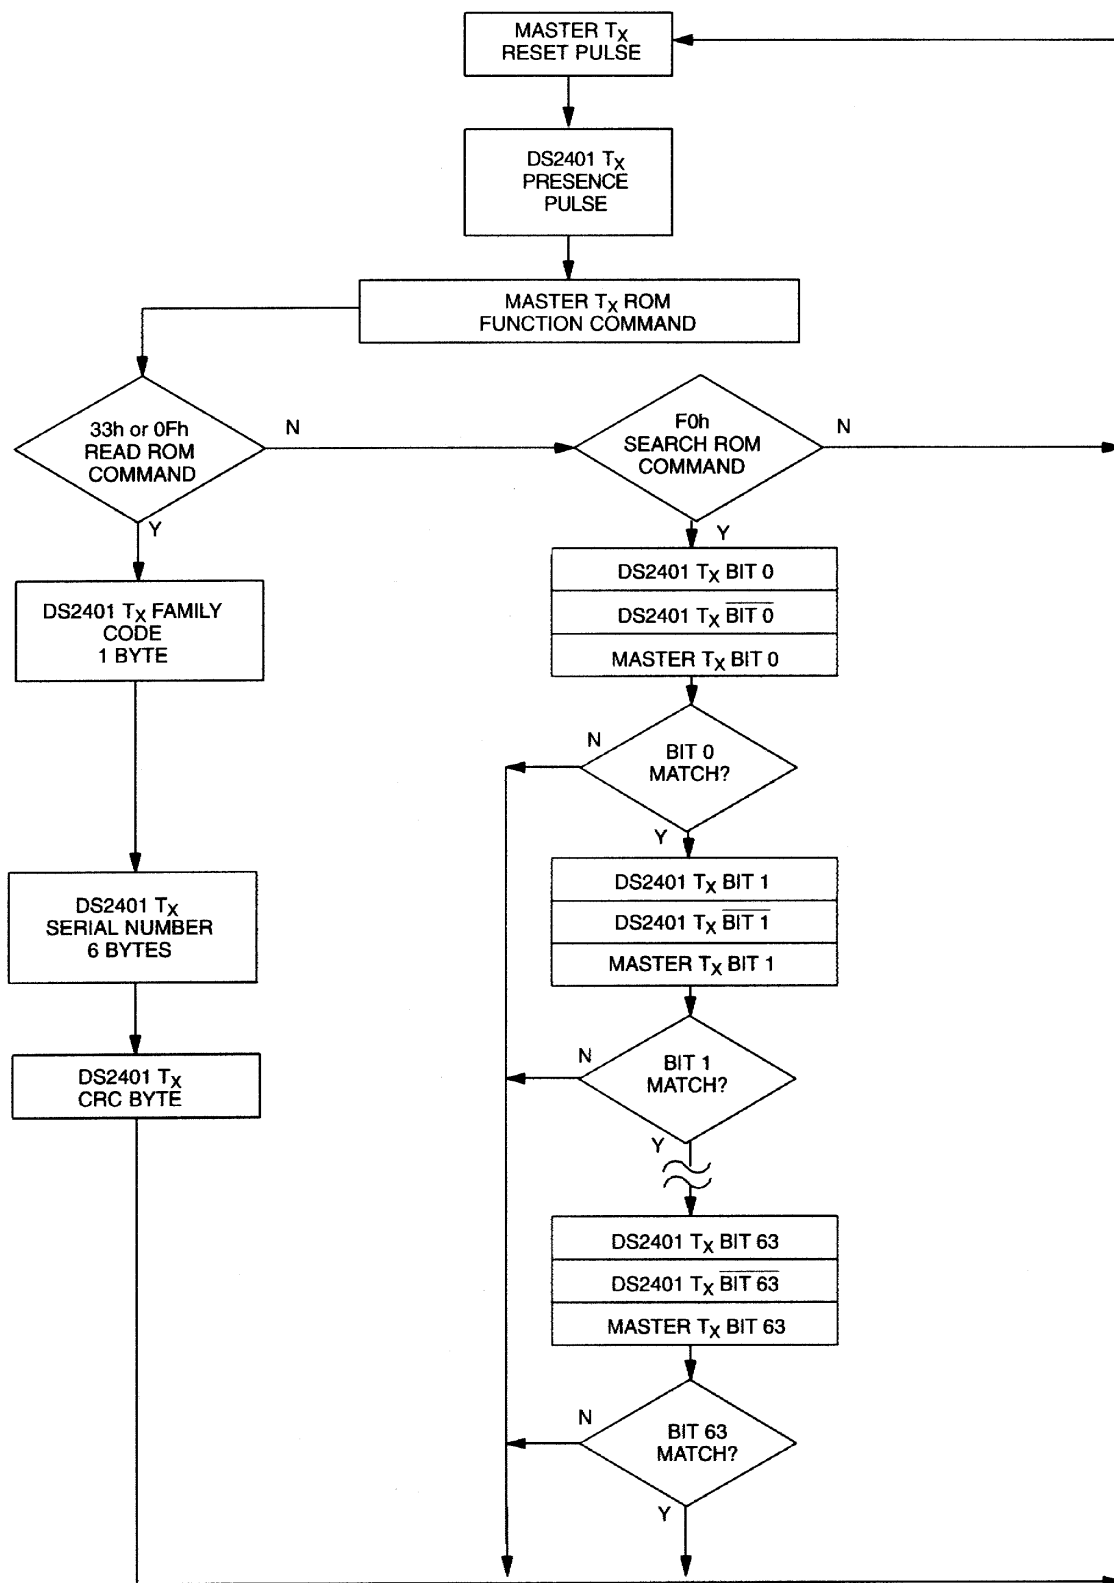 MASTER TX
RESET PULSE
DS2401 TX
PRESENCE
PULSE
MASTER TX ROM
FUNCTION COMMAND
33h or 0Fh
READ ROM
COMMAND
N
Y
F0h
SEARCH ROM
COMMAND
N
Y
DS2401 TX FAMILY
CODE
1 BYTE
DS2401 TX
SERIAL NUMBER
6 BYTES
DS2401 TX
CRC BYTE
DS2401 TX BIT 0
DS2401 TX BIT 0
MASTER TX BIT 0
N
BIT 0
MATCH?
Y
DS2401 TX BIT 1
DS2401 TX BIT 1
MASTER TX BIT 1
N
BIT 1
MATCH?
Y
DS2401 TX BIT 63
DS2401 TX BIT 63
MASTER TX BIT 63
N
BIT 63
MATCH?
Y